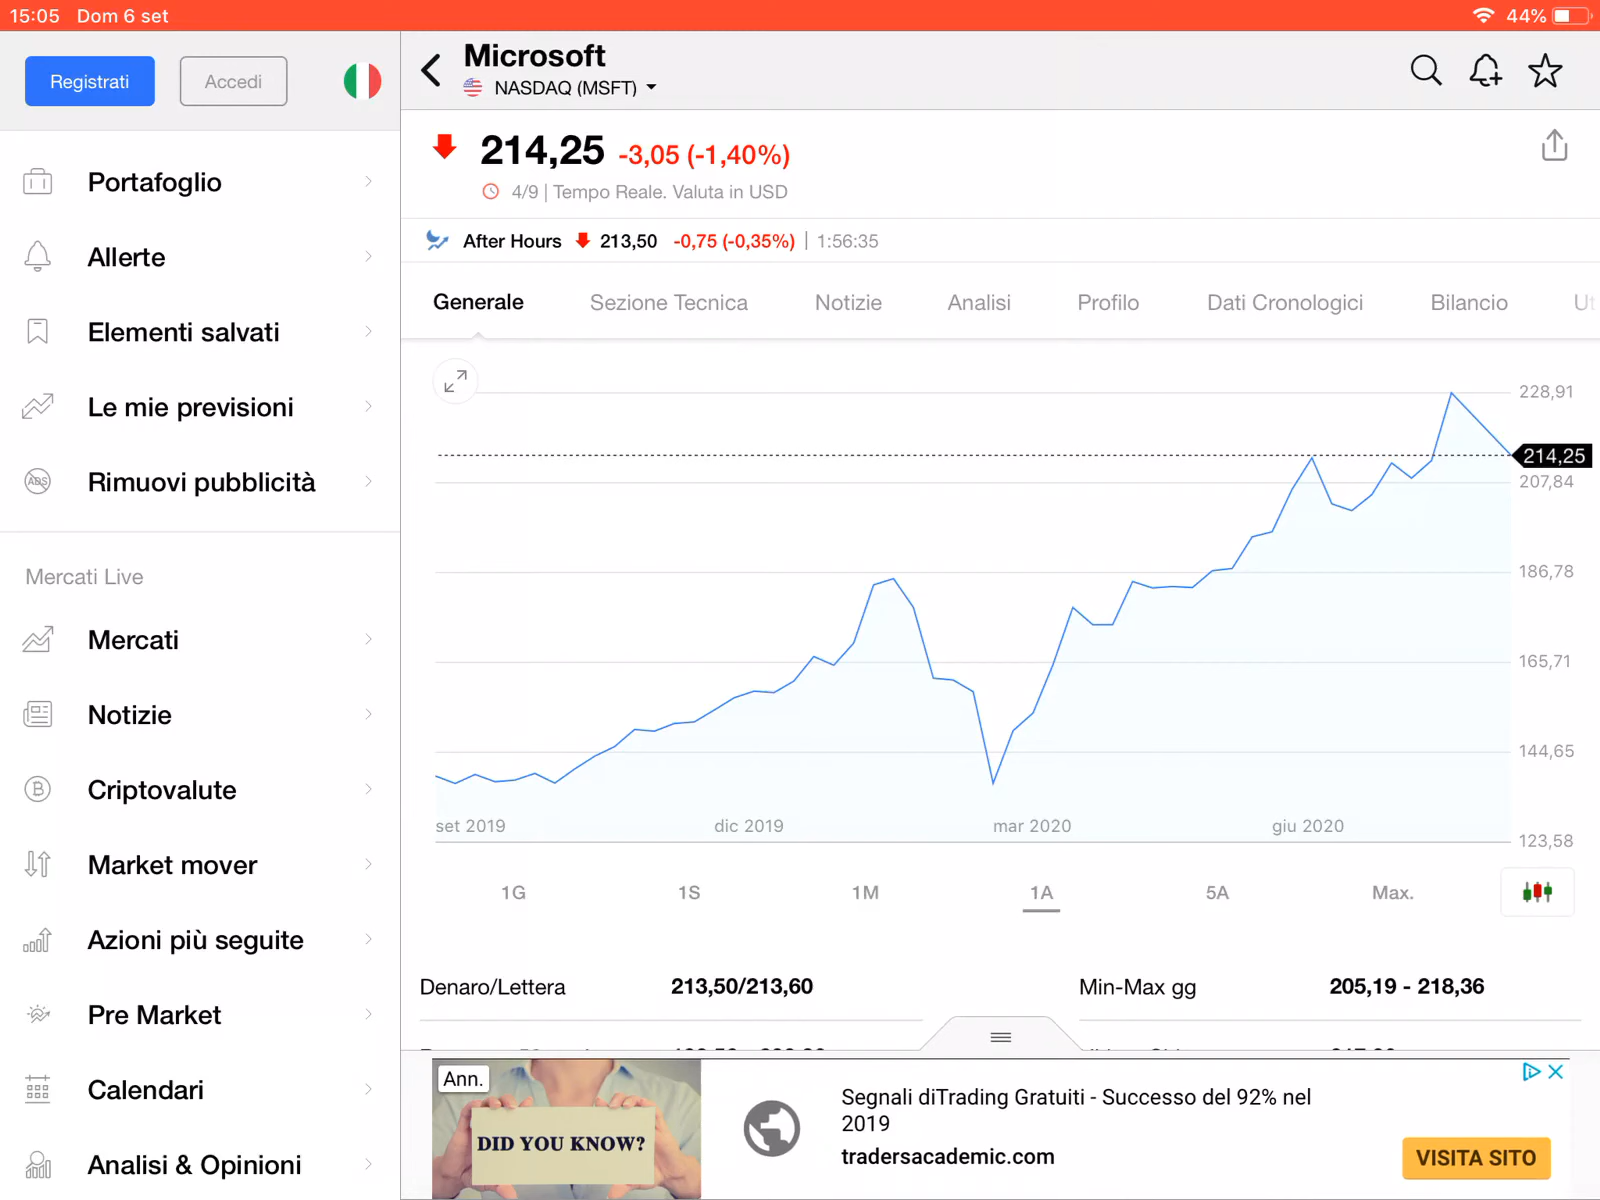 15:05 Dom 6 set
44%
Registrati
Accedi
Portafoglio
Allerte
Elementi salvati
Le mie previsioni
ADS
Rimuovi pubblicità
Mercati Live
Mercati
Notizie
Criptovalute
Market mover
Azioni più seguite
Pre Market
Calendari
Analisi & Opinioni
Microsoft
NASDAQ (MSFT)
214,25 -3,05 (-1,40%)
4/9 | Tempo Reale. Valuta in USD
After Hours 213,50 -0,75 (-0,35%) | 1:56:35
Generale Sezione Tecnica Notizie Analisi Profilo Dati Cronologici Bilancio Ut
228,91
214,25
207,84
186,78
165,71
144,65
123,58
set 2019 dic 2019 mar 2020 giu 2020
1G 1S 1M 1A 5A Max.
Denaro/Lettera 213,50/213,60
Min-Max gg 205,19 - 218,36
Ann.
DID YOU KNOW?
Segnali diTrading Gratuiti - Successo del 92% nel
2019
tradersacademic.com
VISITA SITO